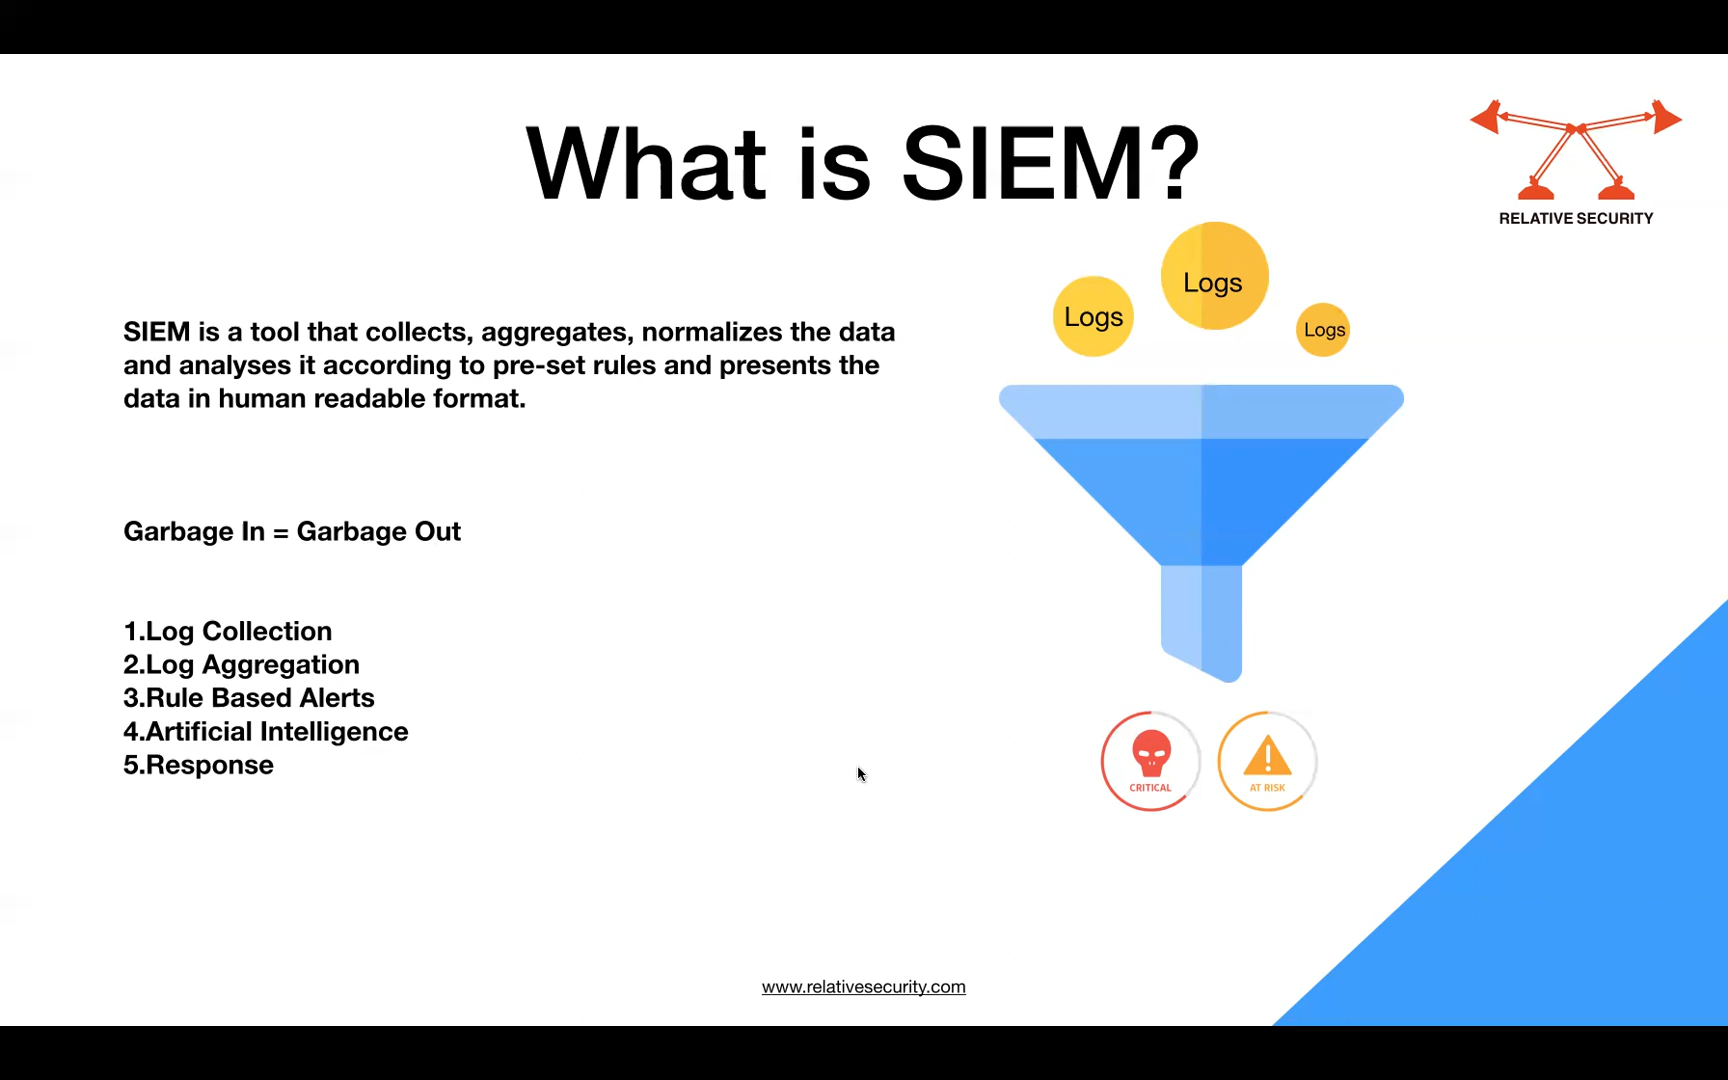 What is SIEM?
RELATIVE SECURITY
Logs
Logs
Logs
SIEM is a tool that collects, aggregates, normalizes the data
and analyses it according to pre-set rules and presents the
data in human readable format.
Garbage In = Garbage Out
1.Log Collection
2.Log Aggregation
3.Rule Based Alerts
4.Artificial Intelligence
5.Response
CRITICAL
AT RISK
www.relativesecurity.com